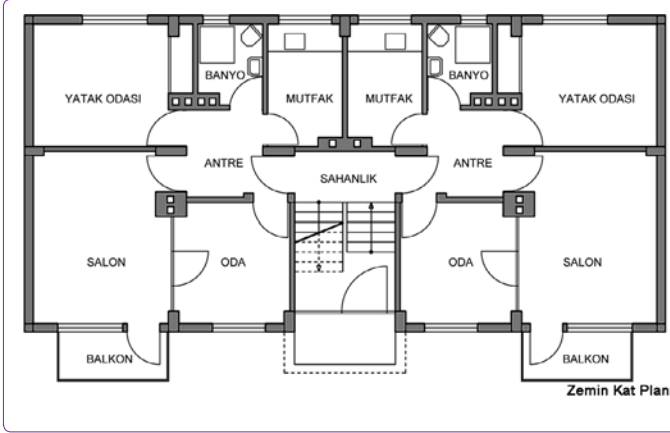 BANYO
BANYO
YATAK ODASI
MUTFAK
MUTFAK
YATAK ODASI
ANTRE
ANTRE
SAHANLIK
SALON
ODA
ODA
SALON
BALKON
BALKON
Zemin Kat Plan